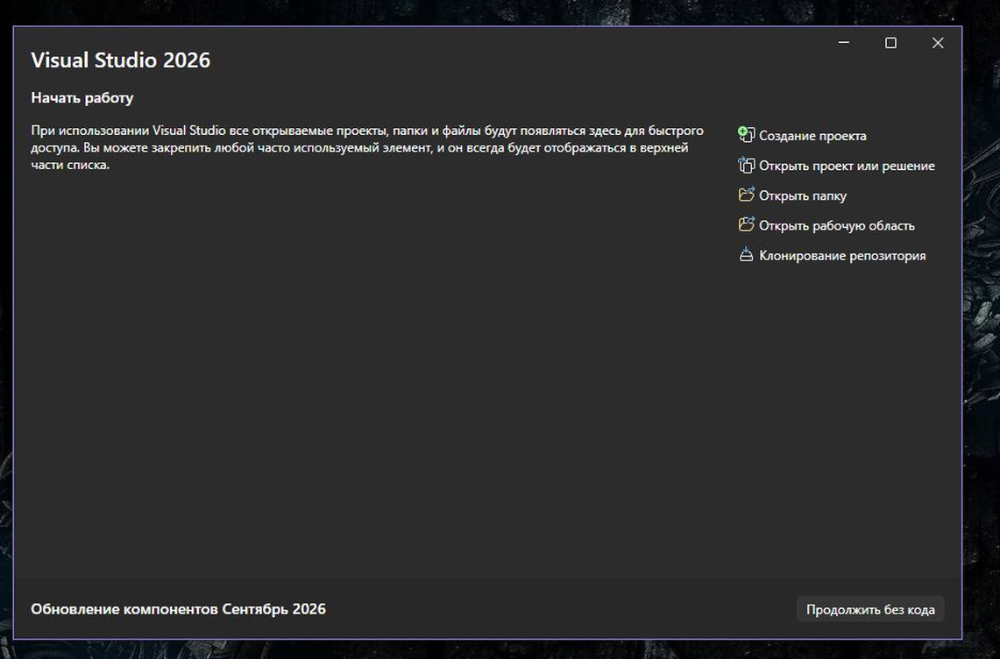 Visual Studio 2026
Начать работу
При использовании Visual Studio все открываемые проекты, папки и файлы будут появляться здесь для быстрого
доступа. Вы можете закрепить любой часто используемый элемент, и он всегда будет отображаться в верхней
части списка.
Создание проекта
Открыть проект или решение
Открыть папку
Открыть рабочую область
Клонирование репозитория
Обновление компонентов Сентябрь 2026
Продолжить без кода